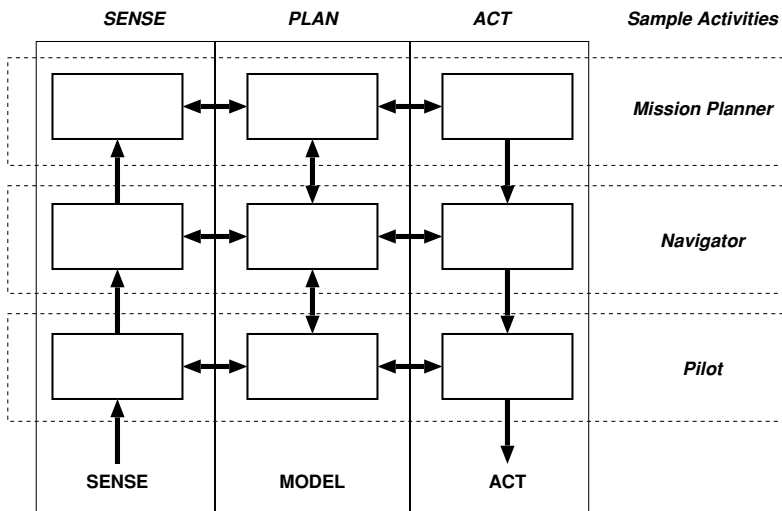 SENSE PLAN ACT Sample Activities
Mission Planner
Navigator
Pilot
SENSE MODEL ACT